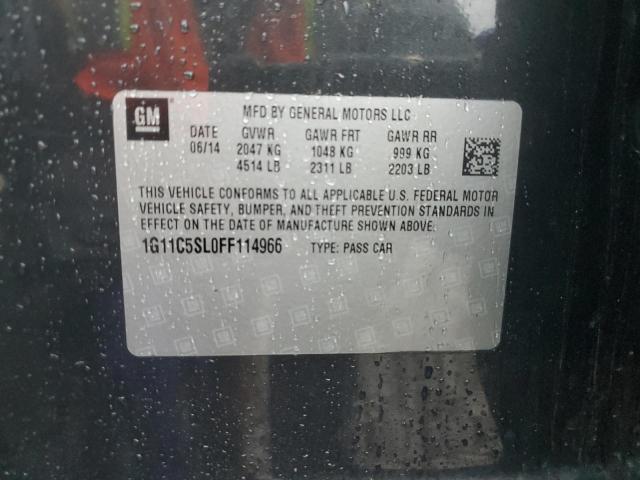 GM
MFD BY GENERAL MOTORS LLC
DATE GVWR GAWR FRT GAWR RR
06/14 2047 KG 1048 KG 999 KG
4514 LB 2311 LB 2203 LB
THIS VEHICLE CONFORMS TO ALL APPLICABLE U.S. FEDERAL MOTOR
VEHICLE SAFETY, BUMPER, AND THEFT PREVENTION STANDARDS IN
EFFECT ON THE DATE OF MANUFACTURE SHOWN ABOVE.
1G11C5SL0FF114966 TYPE: PASS CAR